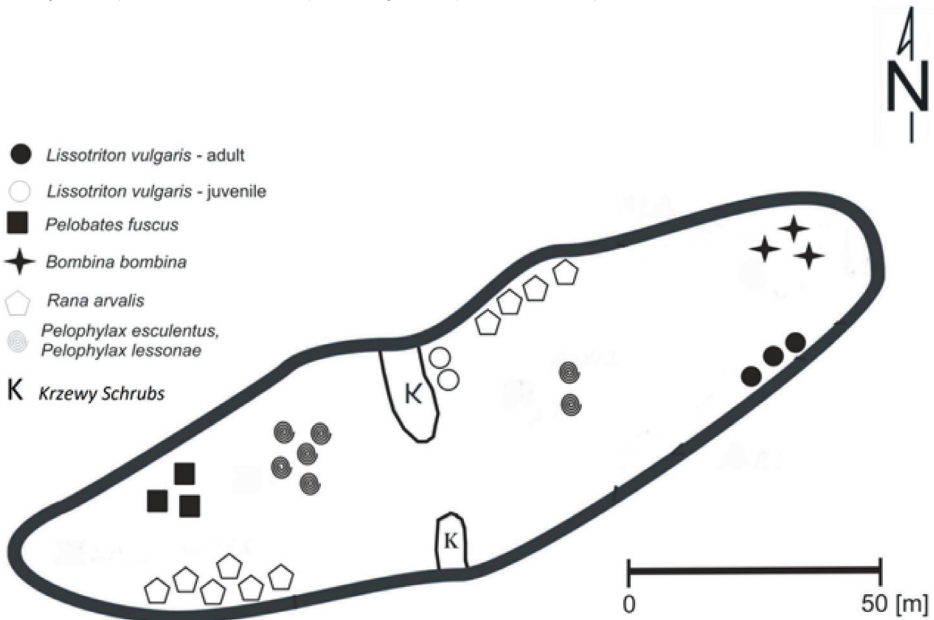 N
Lissotriton vulgaris - adult
Lissotriton vulgaris - juvenile
Pelobates fuscus
Bombina bombina
Rana arvalis
Pelophylax esculentus,
Pelophylax lessonae
K Krzewy Schrubs
K
K
0 50 [m]